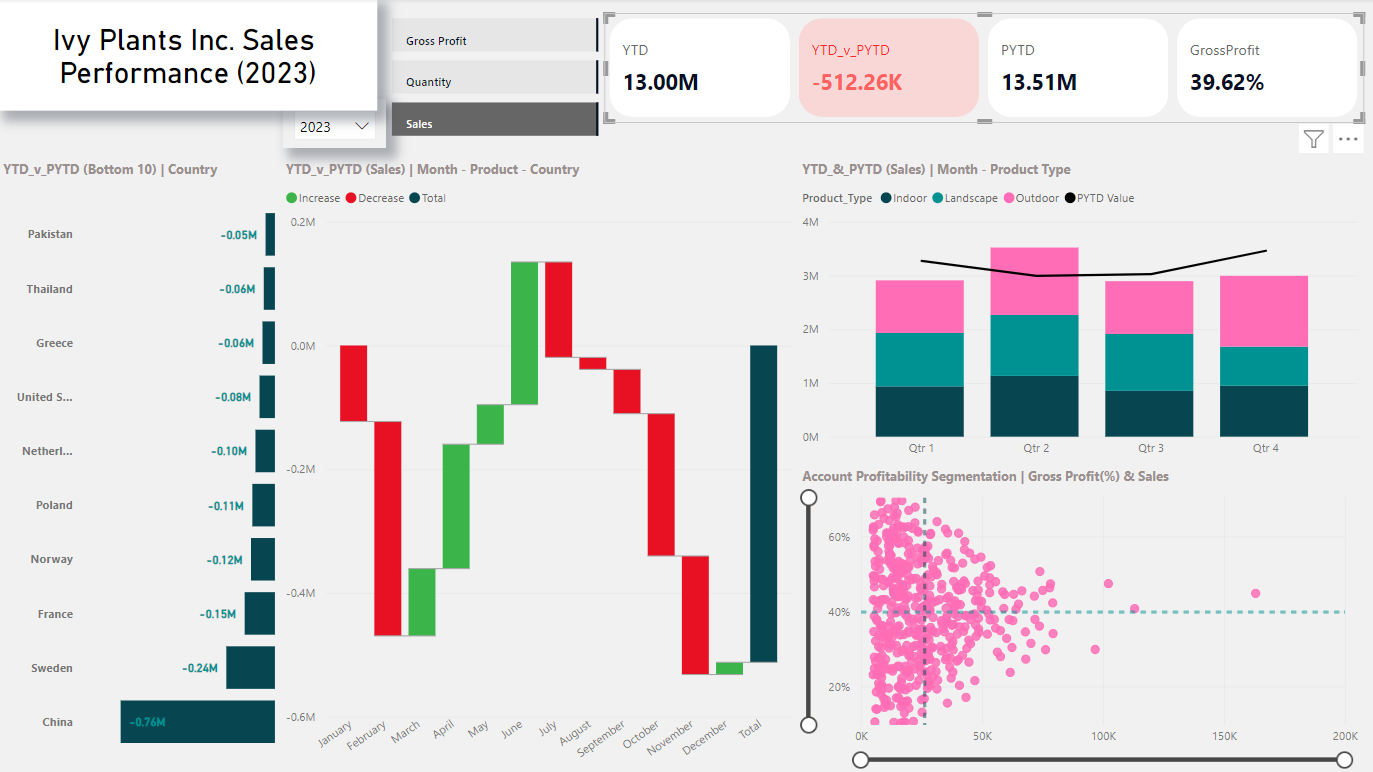 Ivy Plants Inc. Sales
Performance (2023)
2023
Gross Profit
Quantity
Sales
YTD
13.00M
YTD_v_PYTD
-512.26K
PYTD
13.51M
GrossProfit
39.62%
YTD_v_PYTD (Bottom 10) | Country
Pakistan
-0.05M
Thailand
-0.06M
Greece
-0.06M
United S...
-0.08M
Netherl...
-0.10M
Poland
-0.11M
Norway
-0.12M
France
-0.15M
Sweden
-0.24M
China
-0.76M
YTD_v_PYTD (Sales) | Month - Product - Country
Increase Decrease Total
0.2M
0.0M
-0.2M
-0.4M
-0.6M
January February March April May June July August September October November December Total
YTD_&_PYTD (Sales) | Month - Product Type
Product_Type Indoor Landscape Outdoor PYTD Value
4M
3M
2M
1M
0M
Qtr 1 Qtr 2 Qtr 3 Qtr 4
Account Profitability Segmentation | Gross Profit(%) & Sales
60%
40%
20%
0K 50K 100K 150K 200K